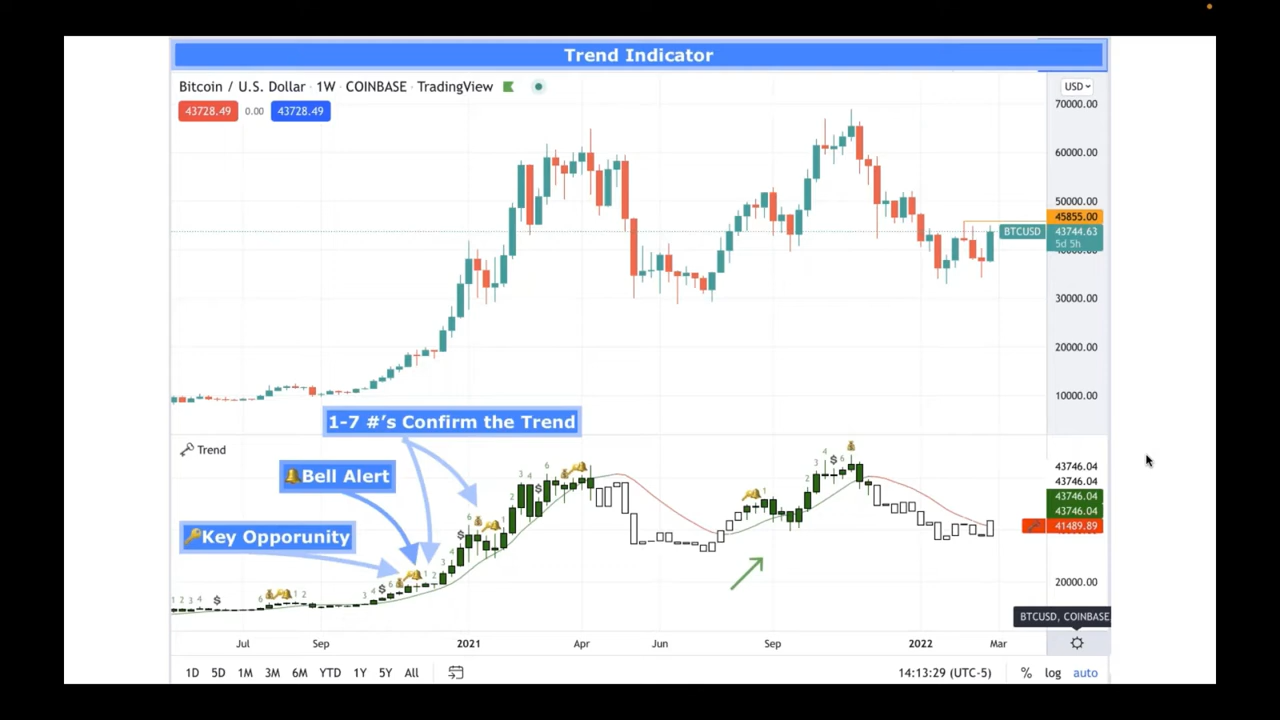 Trend Indicator
Bitcoin / U.S. Dollar · 1W · COINBASE · TradingView
USD
43728.49 0.00 43728.49
70000.00
60000.00
50000.00
45855.00
BTCUSD 43744.63
5d 5h
30000.00
20000.00
10000.00
1-7 #'s Confirm the Trend
Trend
Bell Alert
Key Opporunity
43746.04
43746.04
43746.04
43746.04
41489.89
20000.00
BTCUSD, COINBASE
Jul Sep 2021 Apr Jun Sep 2022 Mar
1D 5D 1M 3M 6M YTD 1Y 5Y All 14:13:29 (UTC-5) % log auto